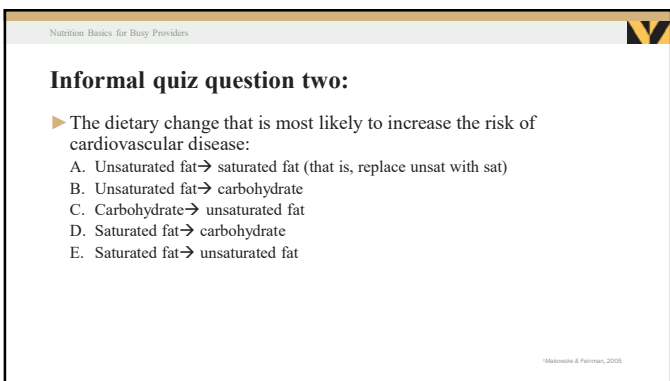 Nutrition Basics for Busy Providers
Informal quiz question two:
► The dietary change that is most likely to increase the risk of
cardiovascular disease:
A. Unsaturated fat→ saturated fat (that is, replace unsat with sat)
B. Unsaturated fat→ carbohydrate
C. Carbohydrate→ unsaturated fat
D. Saturated fat→ carbohydrate
E. Saturated fat→ unsaturated fat
& Feinman, 2005